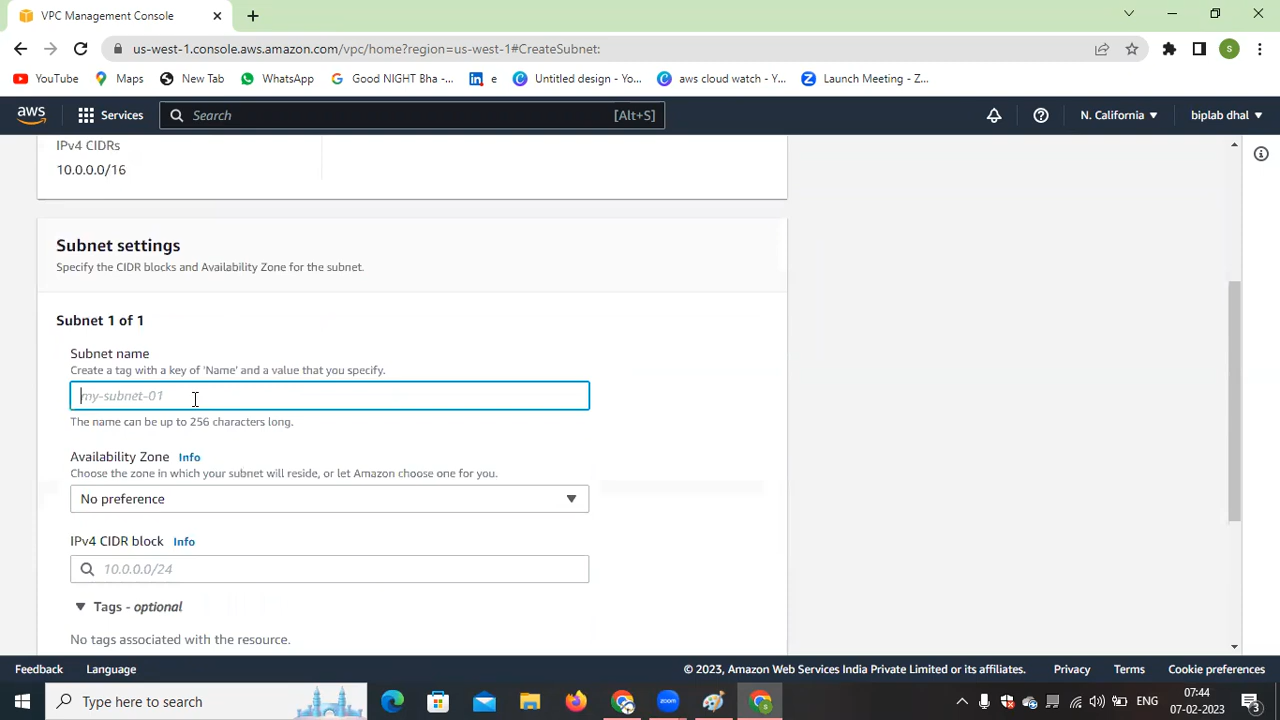 VPC Management Console
us-west-1.console.aws.amazon.com/vpc/home?region=us-west-1#CreateSubnet:
S
YouTube
Maps
New Tab
WhatsApp
Good NIGHT Bha - ...
e
Untitled design - Yo...
aws cloud watch - Y...
Launch Meeting - Z...
aws
Services
Search
[Alt+S]
N. California
biplab dhal
IPv4 CIDRs
10.0.0.0/16
Subnet settings
Specify the CIDR blocks and Availability Zone for the subnet.
Subnet 1 of 1
Subnet name
Create a tag with a key of 'Name' and a value that you specify.
my-subnet-01
The name can be up to 256 characters long.
Availability Zone Info
Choose the zone in which your subnet will reside, or let Amazon choose one for you.
No preference
IPv4 CIDR block Info
10.0.0.0/24
Tags - optional
No tags associated with the resource.
Feedback
Language
© 2023, Amazon Web Services India Private Limited or its affiliates.
Privacy
Terms
Cookie preferences
Type here to search
zoom
ENG
07:44
07-02-2023
3